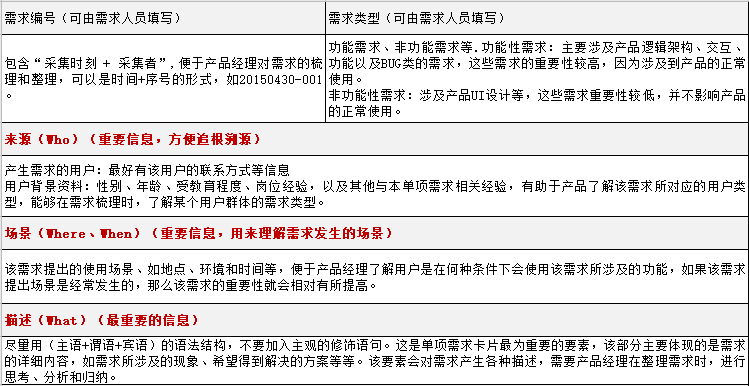 需求编号（可由需求人员填写）
需求类型（可由需求人员填写）
包含“采集时刻 + 采集者”,便于产品经理对需求的梳
理和整理，可以是时间+序号的形式，如20150430-001
。
功能需求、非功能需求等.功能性需求：主要涉及产品逻辑架构、交互、
功能以及BUG类的需求，这些需求的重要性较高，因为涉及到产品的正常
使用。
非功能性需求：涉及产品UI设计等，这些需求重要性较低，并不影响产品
的正常使用。
来源（Who）（重要信息，方便追根溯源）
产生需求的用户：最好有该用户的联系方式等信息
用户背景资料：性别、年龄、受教育程度、岗位经验，以及其他与本单项需求相关经验，有助于产品了解该需求所对应的用户类
型，能够在需求梳理时，了解某个用户群体的需求类型。
场景（Where、When）（重要信息，用来理解需求发生的场景）
该需求提出的使用场景、如地点、环境和时间等，便于产品经理了解用户是在何种条件下会使用该需求所涉及的功能，如果该需求
提出场景是经常发生的，那么该需求的重要性就会相对有所提高。
描述（What）（最重要的信息）
尽量用（主语+谓语+宾语）的语法结构，不要加入主观的修饰语句。这是单项需求卡片最为重要的要素，该部分主要体现的是需求
的详细内容，如需求所涉及的现象、希望得到解决的方案等等。该要素会对需求产生各种描述，需要产品经理在整理需求时，进行
思考、分析和归纳。